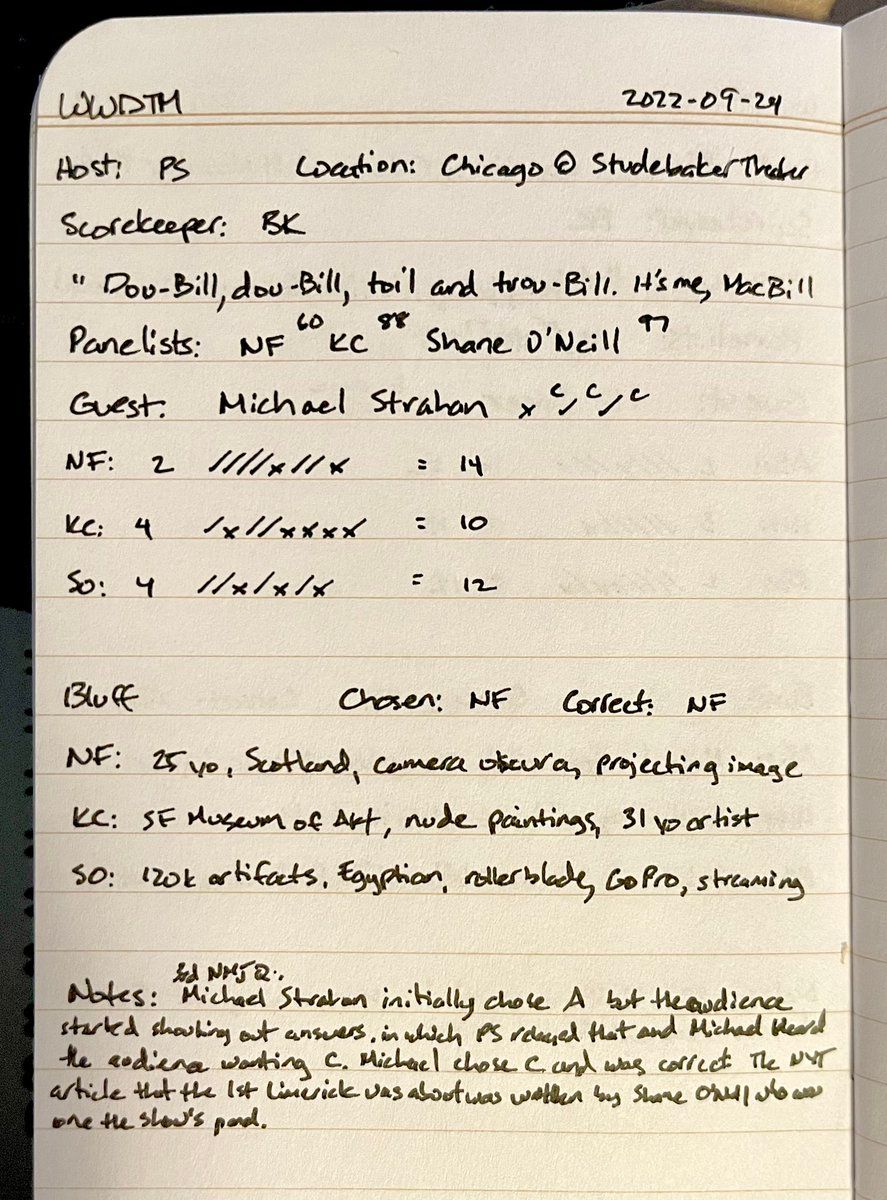 WWDTM 2022-09-24
Host: PS Location: Chicago @ Studebaker Theater
Scorekeeper: BK
" Dou-Bill, dou-Bill, toil and trou-Bill. It's me, MacBill
Panelists: NF 60 KC 88 Shane O'Neill 97
Guest: Michael Strahan x C / C / C
NF: 2 ////x//x = 14
KC: 4 /x//xxxx = 10
SO: 4 //x/x/x = 12
Bluff Chosen: NF Correct: NF
NF: 25 yo, Scotland, camera obscura, projecting image
KC: SF Museum of Art, nude paintings, 31 yo artist
SO: 120k artifacts, Egyption, rollerblade, GoPro, streaming
3rd NMJ Q..
Notes: Michael Strahan initially chose A but the audience
started shouting out answers, in which PS relayed that and Michael heard
the audience wanting C. Michael chose C and was correct The NYT
article that the 1st limerick was about was written by Shane O'Neill who was
one the show's panel.